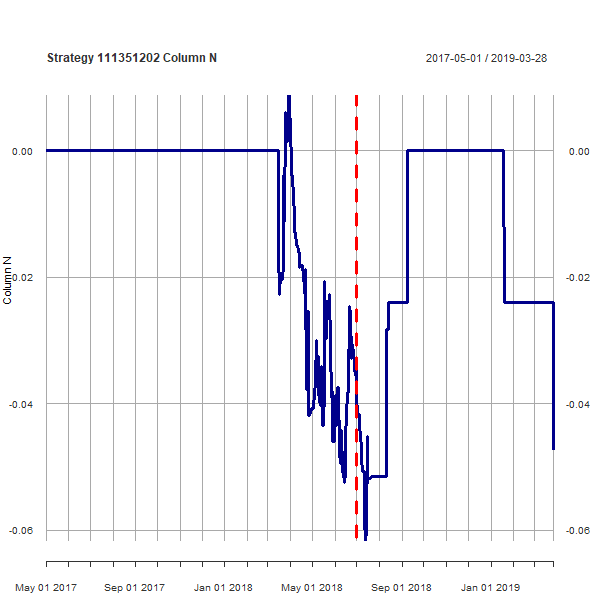 Strategy 111351202 Column N
2017-05-01 / 2019-03-28
0.00
0.00
-0.02
-0.02
Column N
-0.04
-0.04
-0.06
-0.06
May 01 2017
Sep 01 2017
Jan 01 2018
May 01 2018
Sep 01 2018
Jan 01 2019